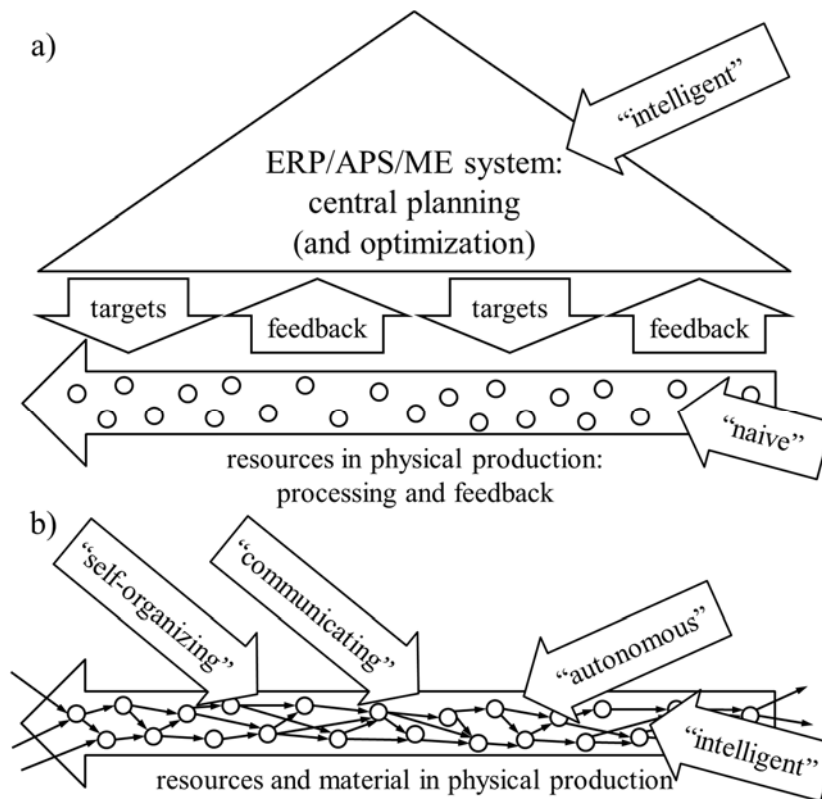 a)
“intelligent”
ERP/APS/ME system:
central planning
(and optimization)
targets
feedback
targets
feedback
“naive”
resources in physical production:
processing and feedback
b)
“self-organizing”
“communicating”
“autonomous”
“intelligent”
resources and material in physical production